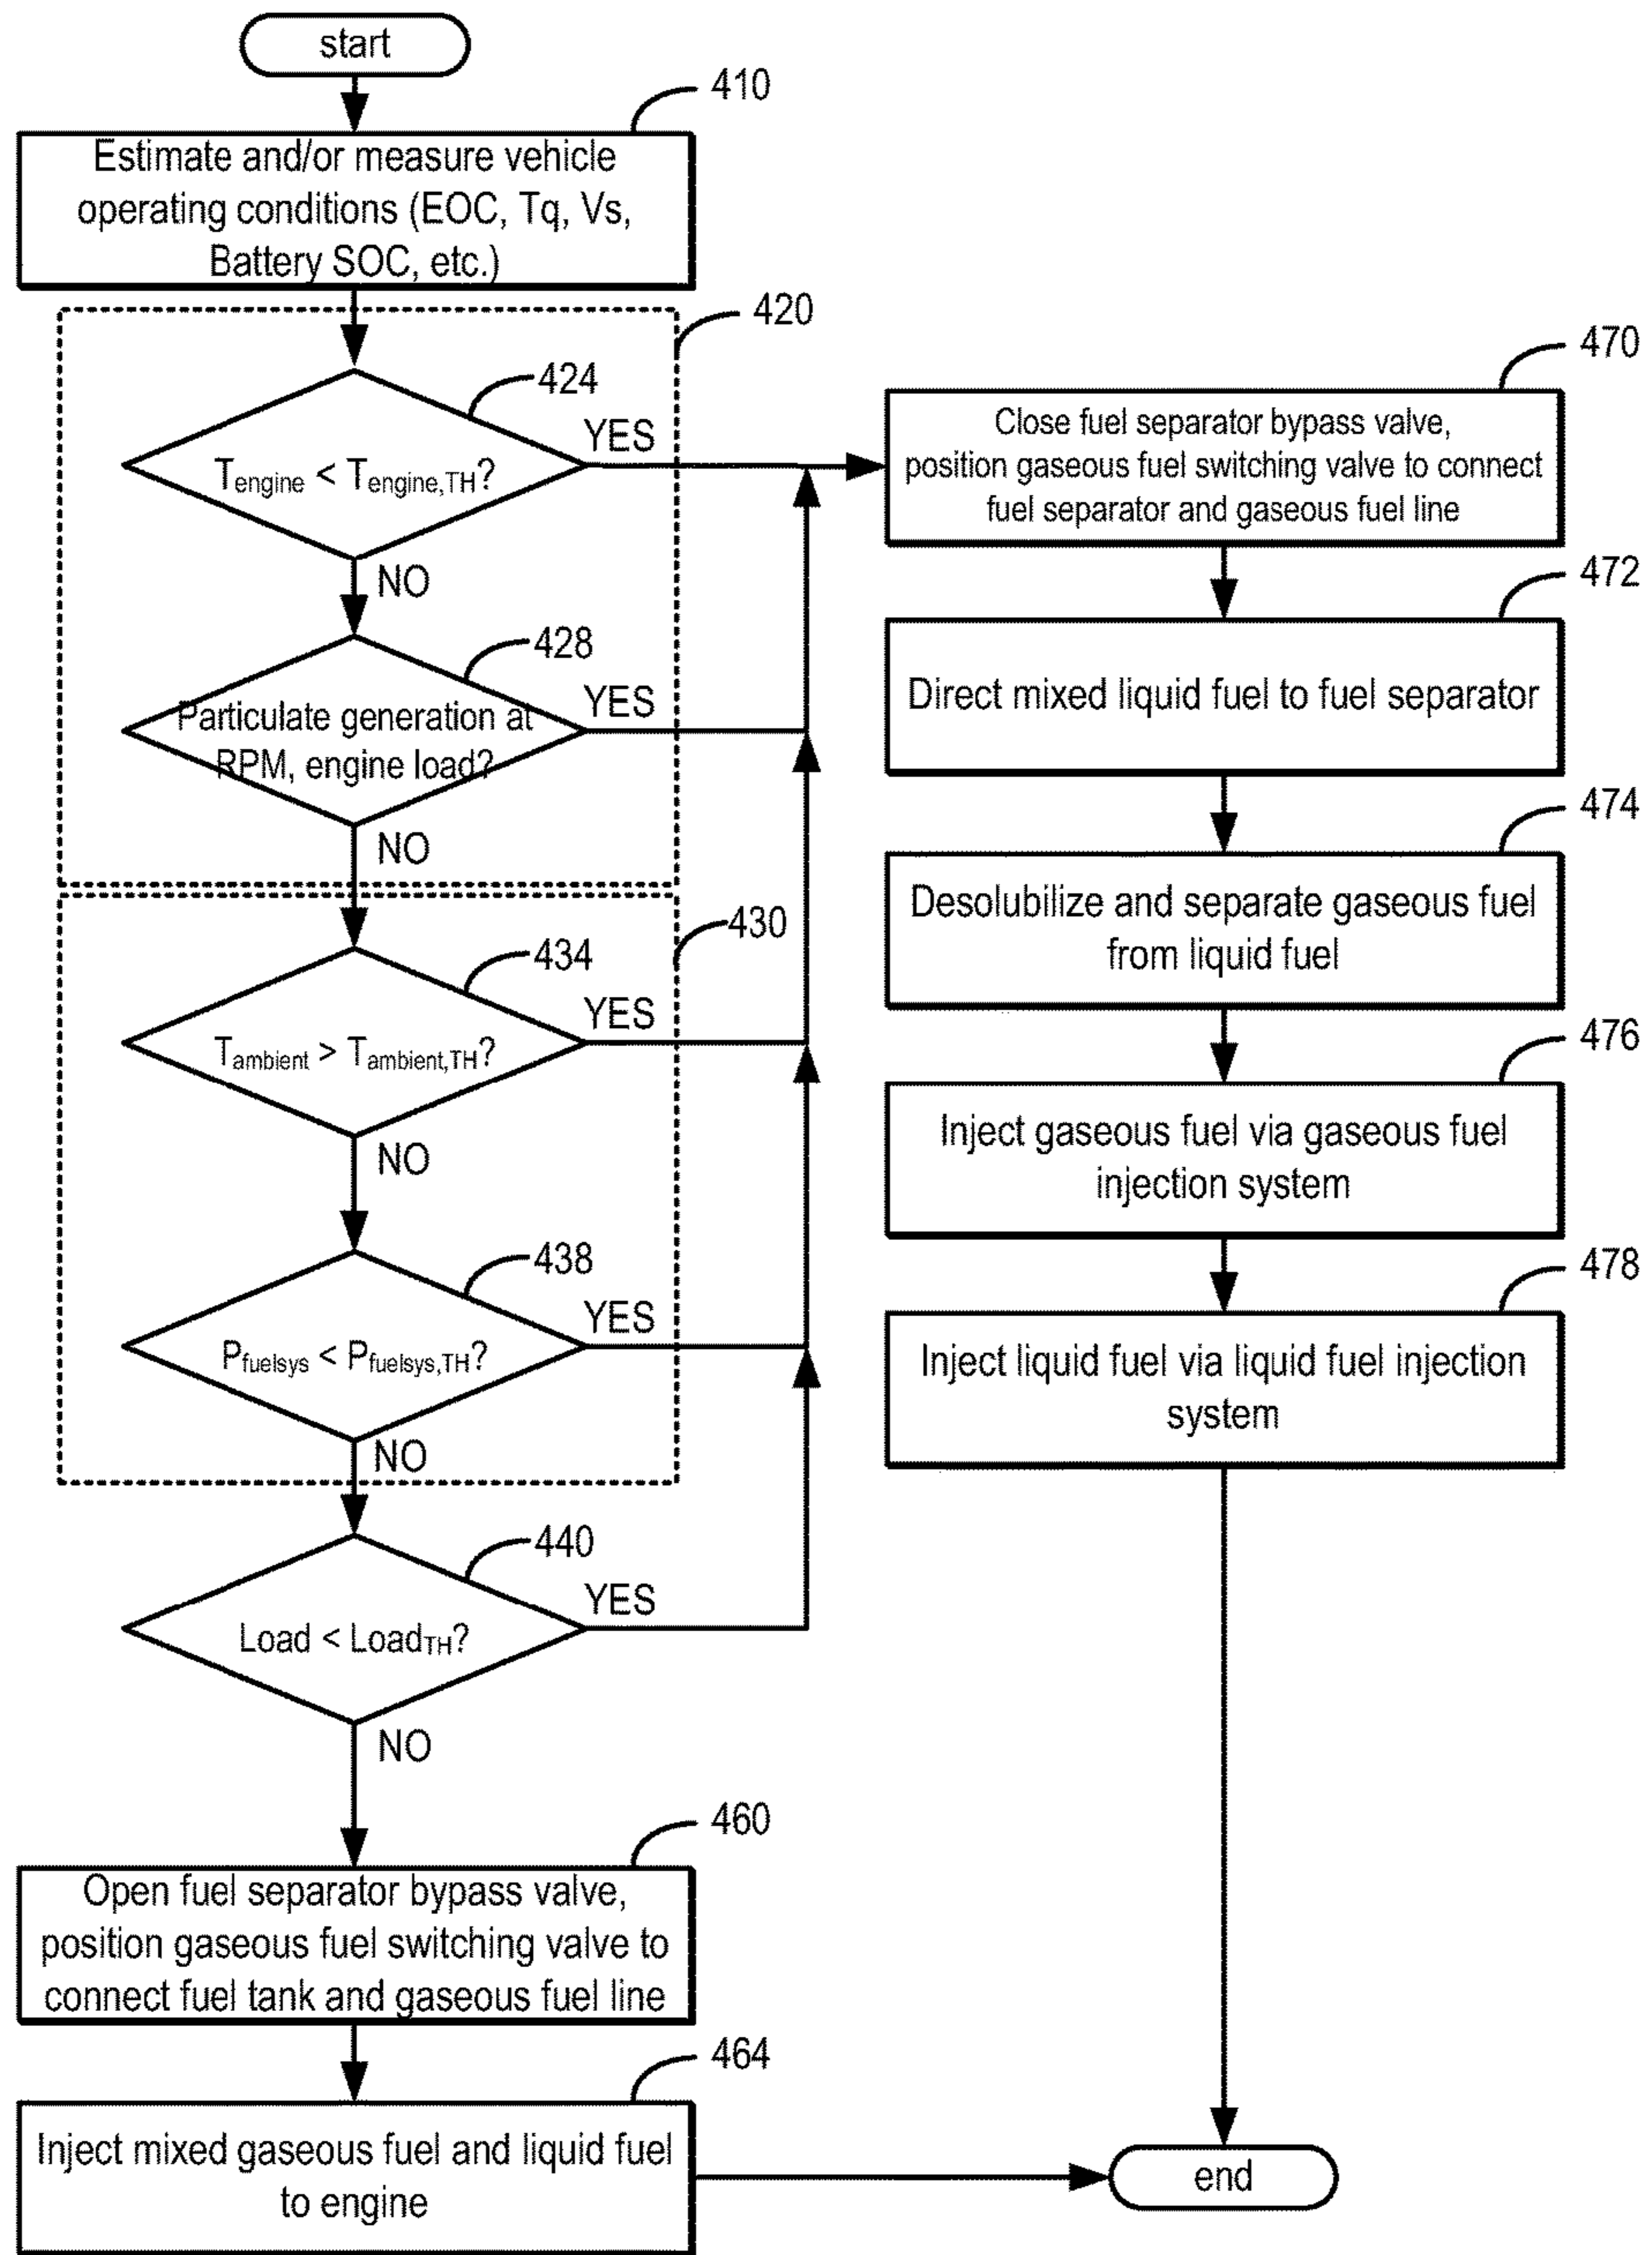 start
410
Estimate and/or measure vehicle
operating conditions (EOC, Tq, Vs,
Battery SOC, etc.)
420
424
YES
Tengine < Tengine,TH?
NO
428
YES
Particulate generation at
RPM, engine load?
NO
430
434
YES
Tambient > Tambient,TH?
NO
438
YES
Pfuelsys < Pfuelsys,TH?
NO
440
YES
Load < LoadTH?
NO
460
Open fuel separator bypass valve,
position gaseous fuel switching valve to
connect fuel tank and gaseous fuel line
464
Inject mixed gaseous fuel and liquid fuel
to engine
470
Close fuel separator bypass valve,
position gaseous fuel switching valve to connect
fuel separator and gaseous fuel line
472
Direct mixed liquid fuel to fuel separator
474
Desolubilize and separate gaseous fuel
from liquid fuel
476
Inject gaseous fuel via gaseous fuel
injection system
478
Inject liquid fuel via liquid fuel injection
system
end